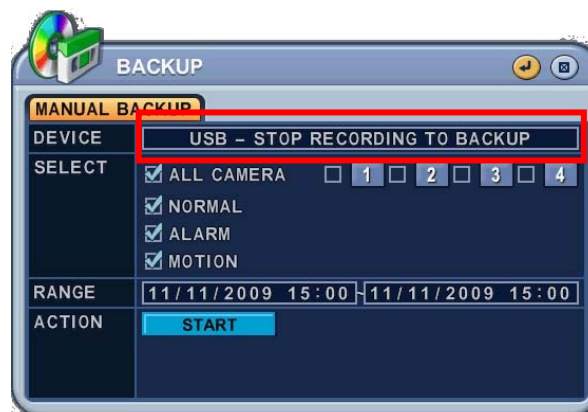 BACKUP
MANUAL BACKUP
DEVICE USB – STOP RECORDING TO BACKUP
SELECT ALL CAMERA 1 2 3 4
NORMAL
ALARM
MOTION
RANGE 11/11/2009 15:00~11/11/2009 15:00
ACTION START